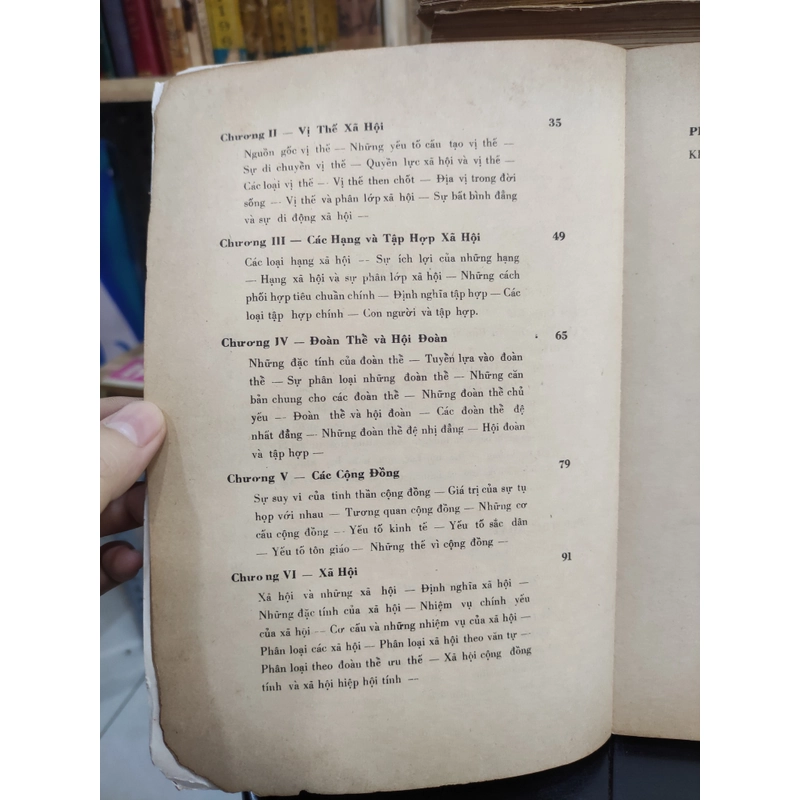 Chương II — Vị Thế Xã Hội 35
Nguồn gốc vị thế — Những yếu tố cấu tạo vị thế —
Sự di chuyển vị thế — Quyền lực xã hội và vị thế —
Các loại vị thế — Vị thế then chốt — Địa vị trong đời
sống — Vị thế và phân lớp xã hội — Sự bất bình đẳng
và sự di động xã hội —
Chương III — Các Hạng và Tập Hợp Xã Hội 49
Các loại hạng xã hội — Sự ích lợi của những hạng
— Hạng xã hội và sự phân lớp xã hội — Những cách
phối hợp tiêu chuẩn chính — Định nghĩa tập hợp — Các
loại tập hợp chính — Con người và tập hợp.
Chương IV — Đoàn Thể và Hội Đoàn 65
Những đặc tính của đoàn thể — Tuyển lựa vào đoàn
thể — Sự phân loại những đoàn thể — Những căn
bản chung cho các đoàn thể — Những đoàn thể chủ
yếu — Đoàn thể và hội đoàn — Các đoàn thể đệ
nhất đẳng — Những đoàn thể đệ nhị đẳng — Hội đoàn
và tập hợp —
Chương V — Các Cộng Đồng 79
Sự suy vi của tinh thần cộng đồng — Giá trị của sự tụ
họp với nhau — Tương quan cộng đồng — Những cơ
cấu cộng đồng — Yếu tố kinh tế — Yếu tố sắc dân
— Yếu tố tôn giáo — Những thế vì cộng đồng —
Chương VI — Xã Hội 91
Xã hội và những xã hội — Định nghĩa xã hội —
Những đặc tính của xã hội — Nhiệm vụ chính yếu
của xã hội — Cơ cấu và những nhiệm vụ của xã hội —
Phân loại các xã hội — Phân loại xã hội theo văn tự —
Phân loại theo đoàn thể ưu thế — Xã hội cộng đồng
tính và xã hội hiệp hội tính —